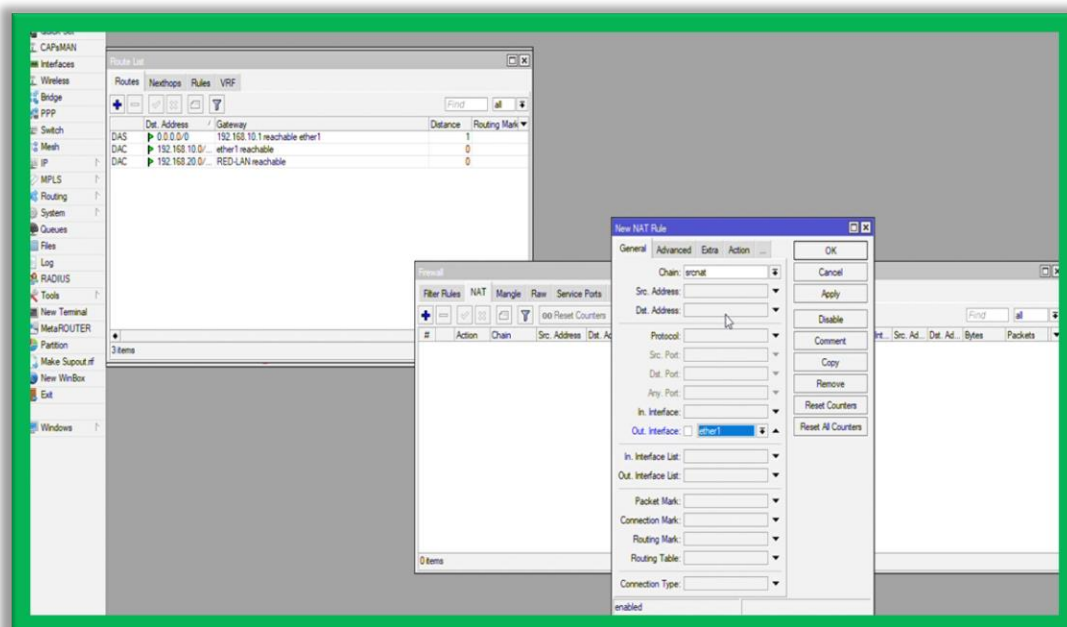 Quick Set
CAPsMAN
Interfaces
Wireless
Bridge
PPP
Switch
Mesh
IP
MPLS
Routing
System
Queues
Files
Log
RADIUS
Tools
New Terminal
MetaROUTER
Partition
Make Supout.rif
New WinBox
Exit
Windows
Route List
Routes Nexthops Rules VRF
Find all
Dst. Address Gateway Distance Routing Mark
DAS 0.0.0.0/0 192.168.10.1 reachable ether1 1
DAC 192.168.10.0/... ether1 reachable 0
DAC 192.168.20.0/... RED-LAN reachable 0
3 items
Firewall
Filter Rules NAT Mangle Raw Service Ports
00 Reset Counters Find all
# Action Chain Src. Address Dst. Ad Int... Src. Ad... Dst. Ad... Bytes Packets
0 items
New NAT Rule
General Advanced Extra Action ...
Chain: srcnat
Src. Address:
Dst. Address:
Protocol:
Src. Port:
Dst. Port:
Any. Port:
In. Interface:
Out. Interface: ether1
In. Interface List:
Out. Interface List:
Packet Mark:
Connection Mark:
Routing Mark:
Routing Table:
Connection Type:
enabled
OK
Cancel
Apply
Disable
Comment
Copy
Remove
Reset Counters
Reset All Counters